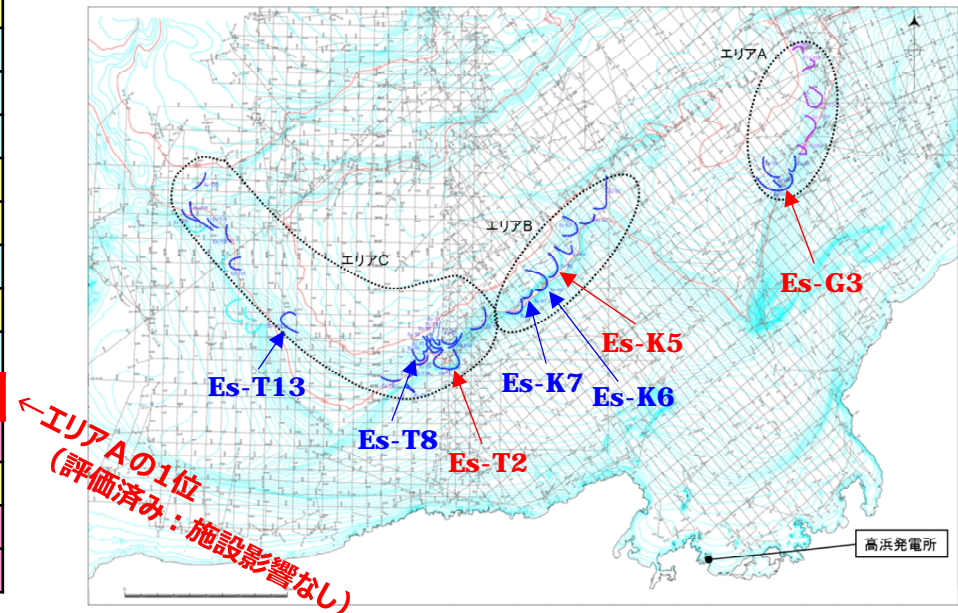 エリアA
エリアB
エリアC
Es-G3
Es-K5
Es-K7
Es-K6
Es-T13
Es-T8
Es-T2
←エリアAの1位
(評価済み：施設影響なし)
高浜発電所